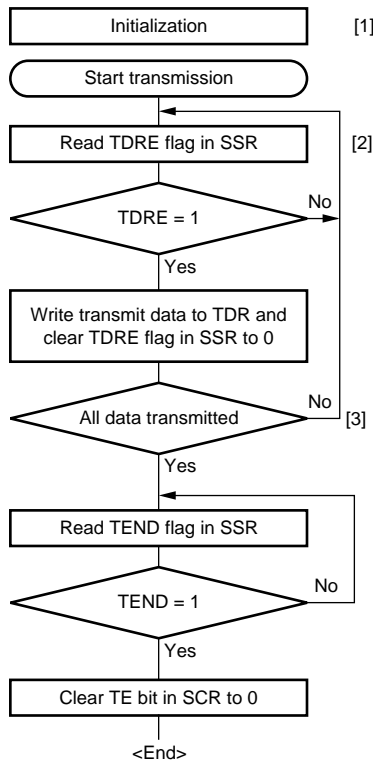 Initialization [1]
Start transmission
Read TDRE flag in SSR [2]
No
TDRE = 1
Yes
Write transmit data to TDR and
clear TDRE flag in SSR to 0
No
All data transmitted [3]
Yes
Read TEND flag in SSR
No
TEND = 1
Yes
Clear TE bit in SCR to 0
<End>